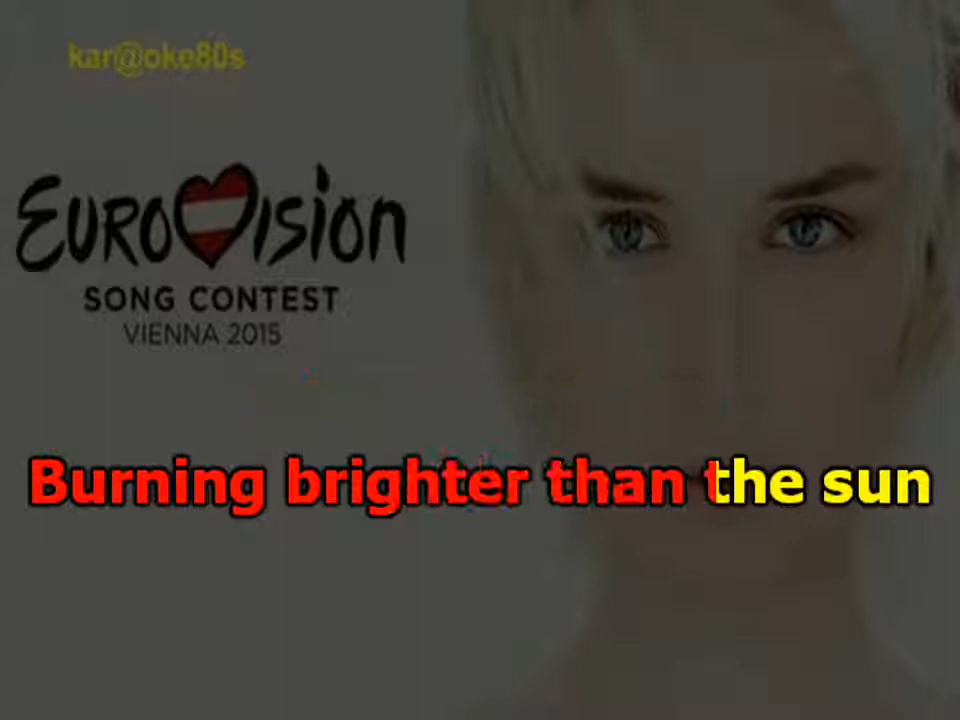 kar@oke80s
EUROVISION
SONG CONTEST
VIENNA 2015
Burning brighter than the sun